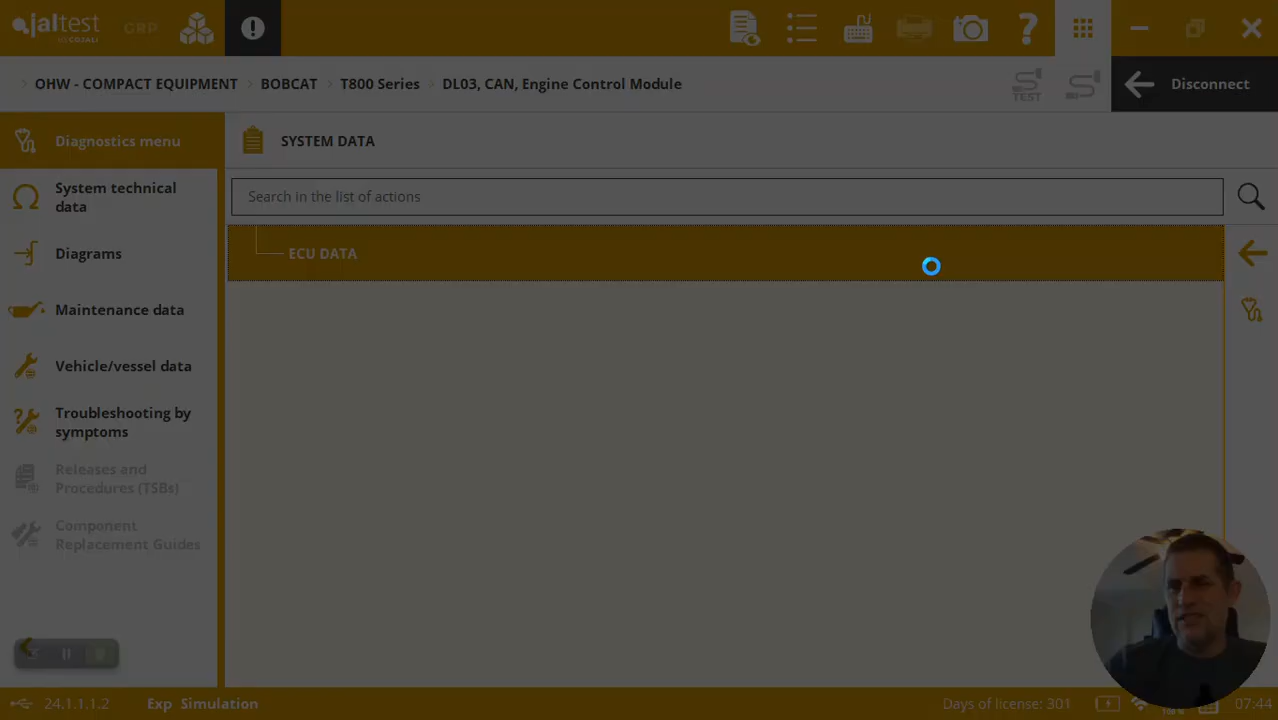 jaltest
BY COJALI
GRP
OHW - COMPACT EQUIPMENT
BOBCAT
T800 Series
DL03, CAN, Engine Control Module
TEST
Disconnect
Diagnostics menu
SYSTEM DATA
System technical
data
Search in the list of actions
Diagrams
ECU DATA
Maintenance data
Vehicle/vessel data
Troubleshooting by
symptoms
Releases and
Procedures (TSBs)
Component
Replacement Guides
24.1.1.1.2
Exp Simulation
Days of license: 301
07:44